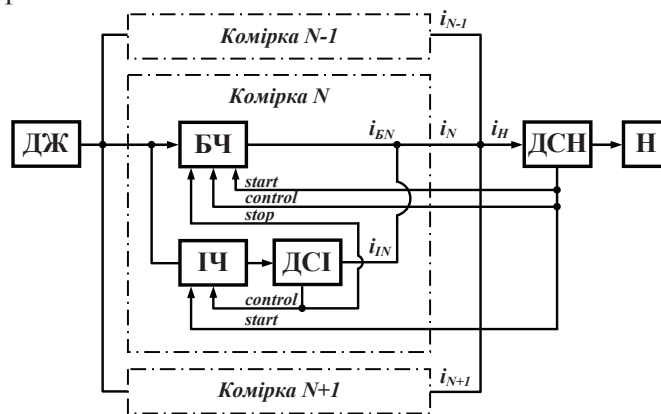 Комірка N-1
i_{N-1}
Комірка N
ДЖ
БЧ
i_{БN}
i_N
i_H
ДСН
Н
start
control
stop
ІЧ
ДСІ
i_{IN}
control
start
Комірка N+1
i_{N+1}